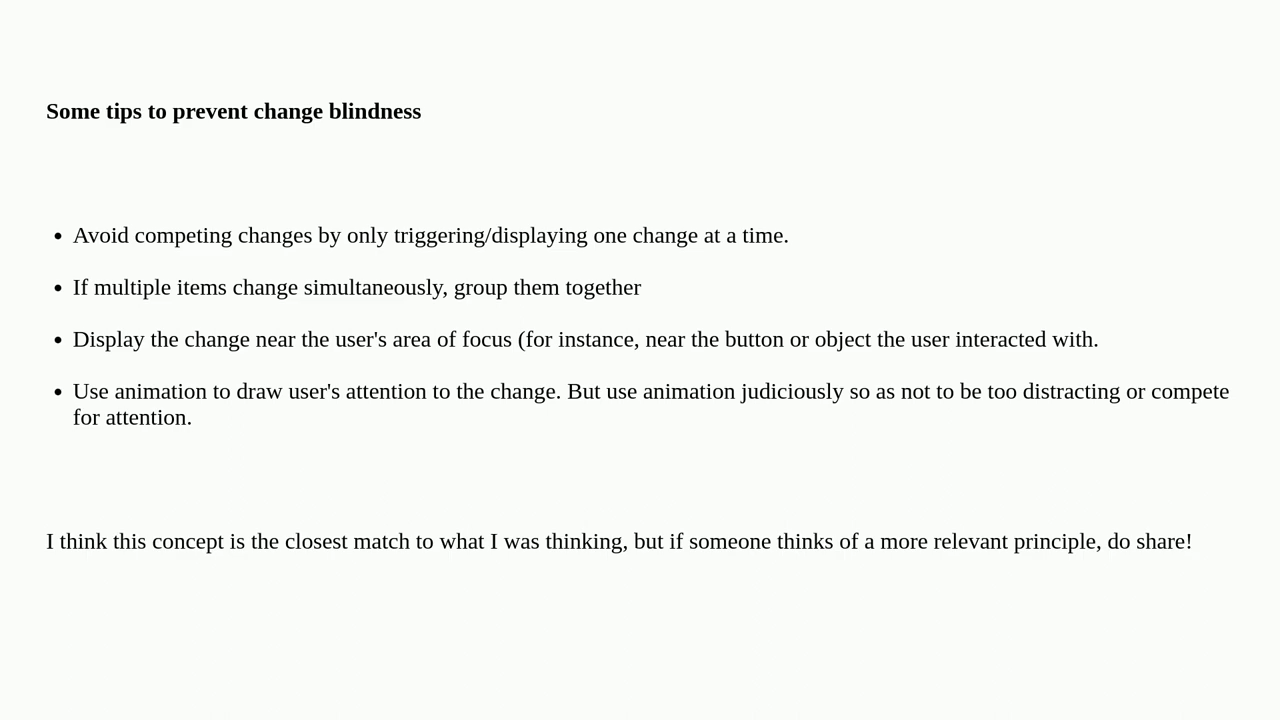 Some tips to prevent change blindness
• Avoid competing changes by only triggering/displaying one change at a time.
• If multiple items change simultaneously, group them together
• Display the change near the user's area of focus (for instance, near the button or object the user interacted with.
• Use animation to draw user's attention to the change. But use animation judiciously so as not to be too distracting or compete
for attention.
I think this concept is the closest match to what I was thinking, but if someone thinks of a more relevant principle, do share!